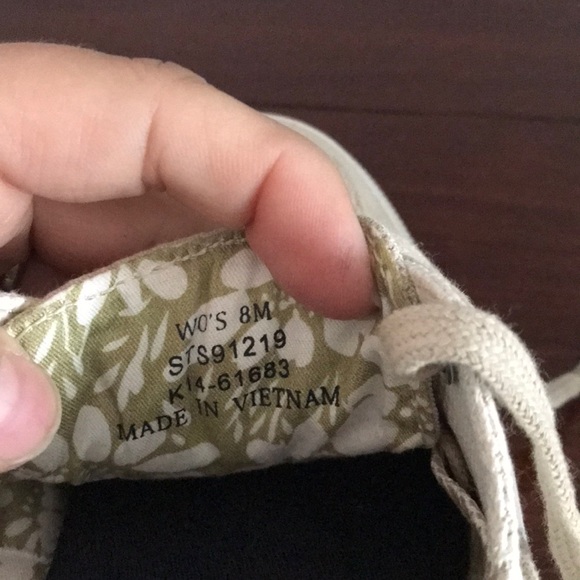 WO'S 8M
STS91219
K14-61683
MADE IN VIETNAM